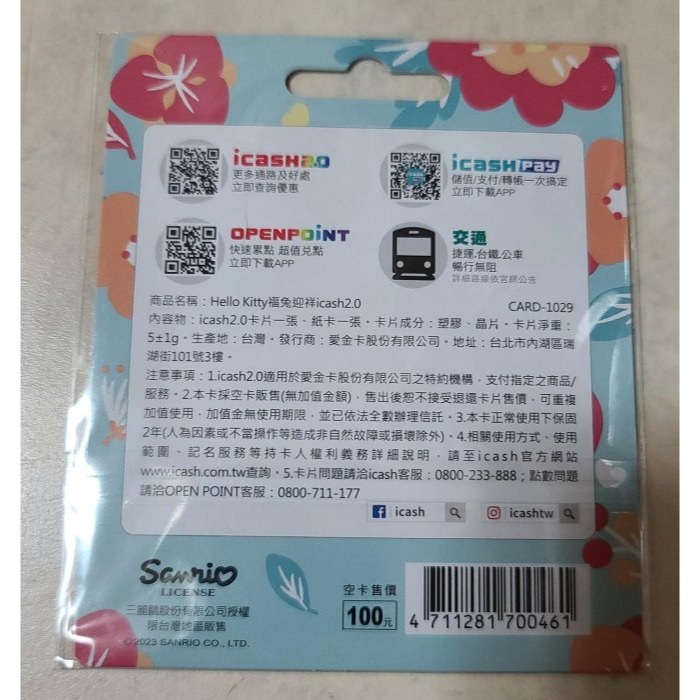 icash2.0
更多通路及好處
立即查詢優惠
icash Pay
儲值/支付/轉帳一次搞定
立即下載APP
OPENPOINT
快速累點 超值兌點
立即下載APP
交通
捷運.台鐵.公車
暢行無阻
詳細路線依官網公告
商品名稱：Hello Kitty福兔迎祥icash2.0
CARD-1029
內容物：icash2.0卡片一張、紙卡一張。卡片成分：塑膠、晶片。卡片淨重：
5±1g。生產地：台灣。發行商：愛金卡股份有限公司。地址：台北市內湖區瑞
湖街101號3樓。
注意事項：1.icash2.0適用於愛金卡股份有限公司之特約機構，支付指定之商品/
服務。2.本卡採空卡販售(無加值金額)，售出後恕不接受退還卡片售價，可重複
加值使用，加值金無使用期限，並已依法全數辦理信託。3.本卡正常使用下保固
2年(人為因素或不當操作等造成非自然故障或損壞除外)。4.相關使用方式、使用
範圍、記名服務等持卡人權利義務詳細說明，請至icash官方網站
www.icash.com.tw查詢。5.卡片問題請洽icash客服：0800-233-888；點數問題
請洽OPEN POINT客服：0800-711-177
icash
icashtw
Sanrio
LICENSE
三麗鷗股份有限公司授權
限台灣地區販售
©2023 SANRIO CO., LTD.
空卡售價
100元
4 711281 700461